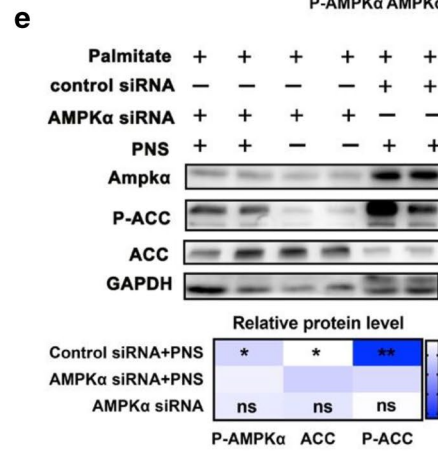 P-AMPKα AMPKα
e
Palmitate + + + + + +
control siRNA − − − − + +
AMPKα siRNA + + + + − −
PNS + + − − + +
Ampkα
P-ACC
ACC
GAPDH
Relative protein level
Control siRNA+PNS * * **
AMPKα siRNA+PNS
AMPKα siRNA ns ns ns
P-AMPKα ACC P-ACC